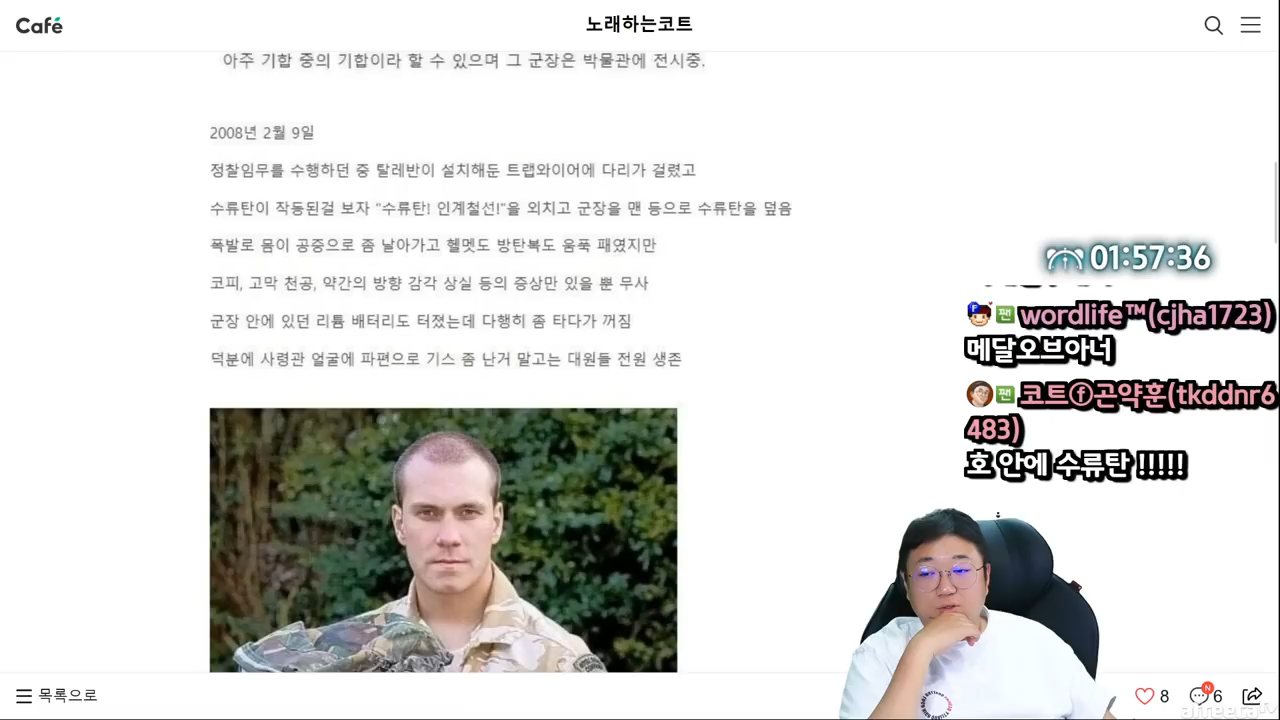 Café
노래하는코트
아주 기합 중의 기합이라 할 수 있으며 그 군장은 박물관에 전시중.
2008년 2월 9일
정찰임무를 수행하던 중 탈레반이 설치해둔 트랩와이어에 다리가 걸렸고
수류탄이 작동된걸 보자 "수류탄! 인계철선!"을 외치고 군장을 맨 등으로 수류탄을 덮음
폭발로 몸이 공중으로 좀 날아가고 헬멧도 방탄복도 움푹 패였지만
코피, 고막 천공, 약간의 방향 감각 상실 등의 증상만 있을 뿐 무사
군장 안에 있던 리튬 배터리도 터졌는데 다행히 좀 타다가 꺼짐
덕분에 사령관 얼굴에 파편으로 기스 좀 난거 말고는 대원들 전원 생존
01:57:36
F 팬 wordlife™(cjha1723)
메달오브아너
팬 코트ⓕ곤약훈(tkddnr6
483)
호 안에 수류탄 !!!!!
목록으로
8
N
6